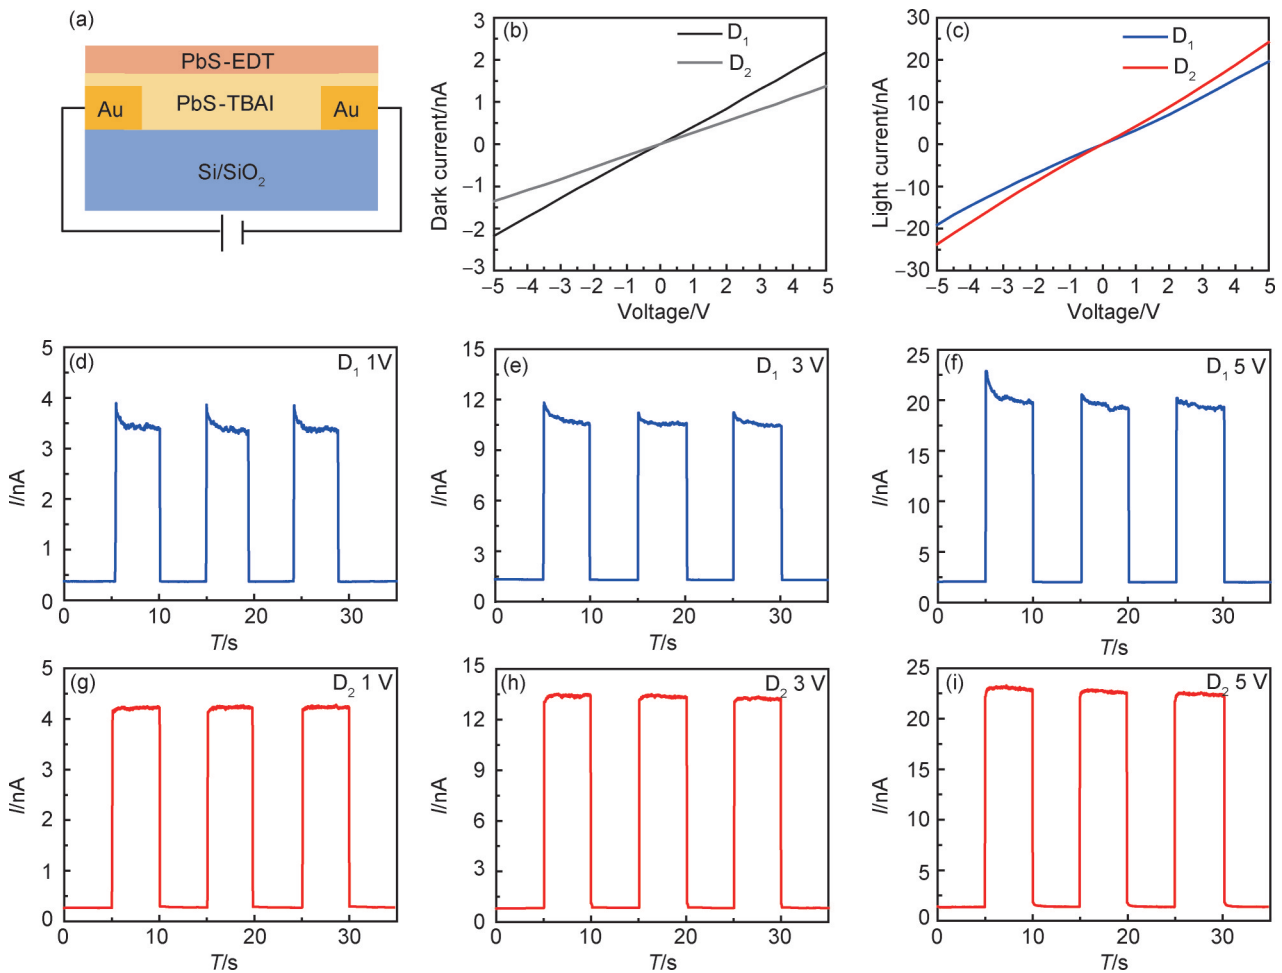 (a)
PbS-EDT
PbS-TBAI
Au
Au
Si/SiO₂
(b)
D₁
D₂
Dark current/nA
3
2
1
0
−1
−2
−3
−5 −4 −3 −2 −1 0 1 2 3 4 5
Voltage/V
(c)
D₁
D₂
Light current/nA
30
20
10
0
−10
−20
−30
−5 −4 −3 −2 −1 0 1 2 3 4 5
Voltage/V
(d)
D₁ 1V
I/nA
5
4
3
2
1
0
0 10 20 30
T/s
(e)
D₁ 3 V
I/nA
15
12
9
6
3
0
0 10 20 30
T/s
(f)
D₁ 5 V
I/nA
25
20
15
10
5
0
0 10 20 30
T/s
(g)
D₂ 1 V
I/nA
5
4
3
2
1
0
0 10 20 30
T/s
(h)
D₂ 3 V
I/nA
15
12
9
6
3
0
0 10 20 30
T/s
(i)
D₂ 5 V
I/nA
25
20
15
10
5
0
0 10 20 30
T/s